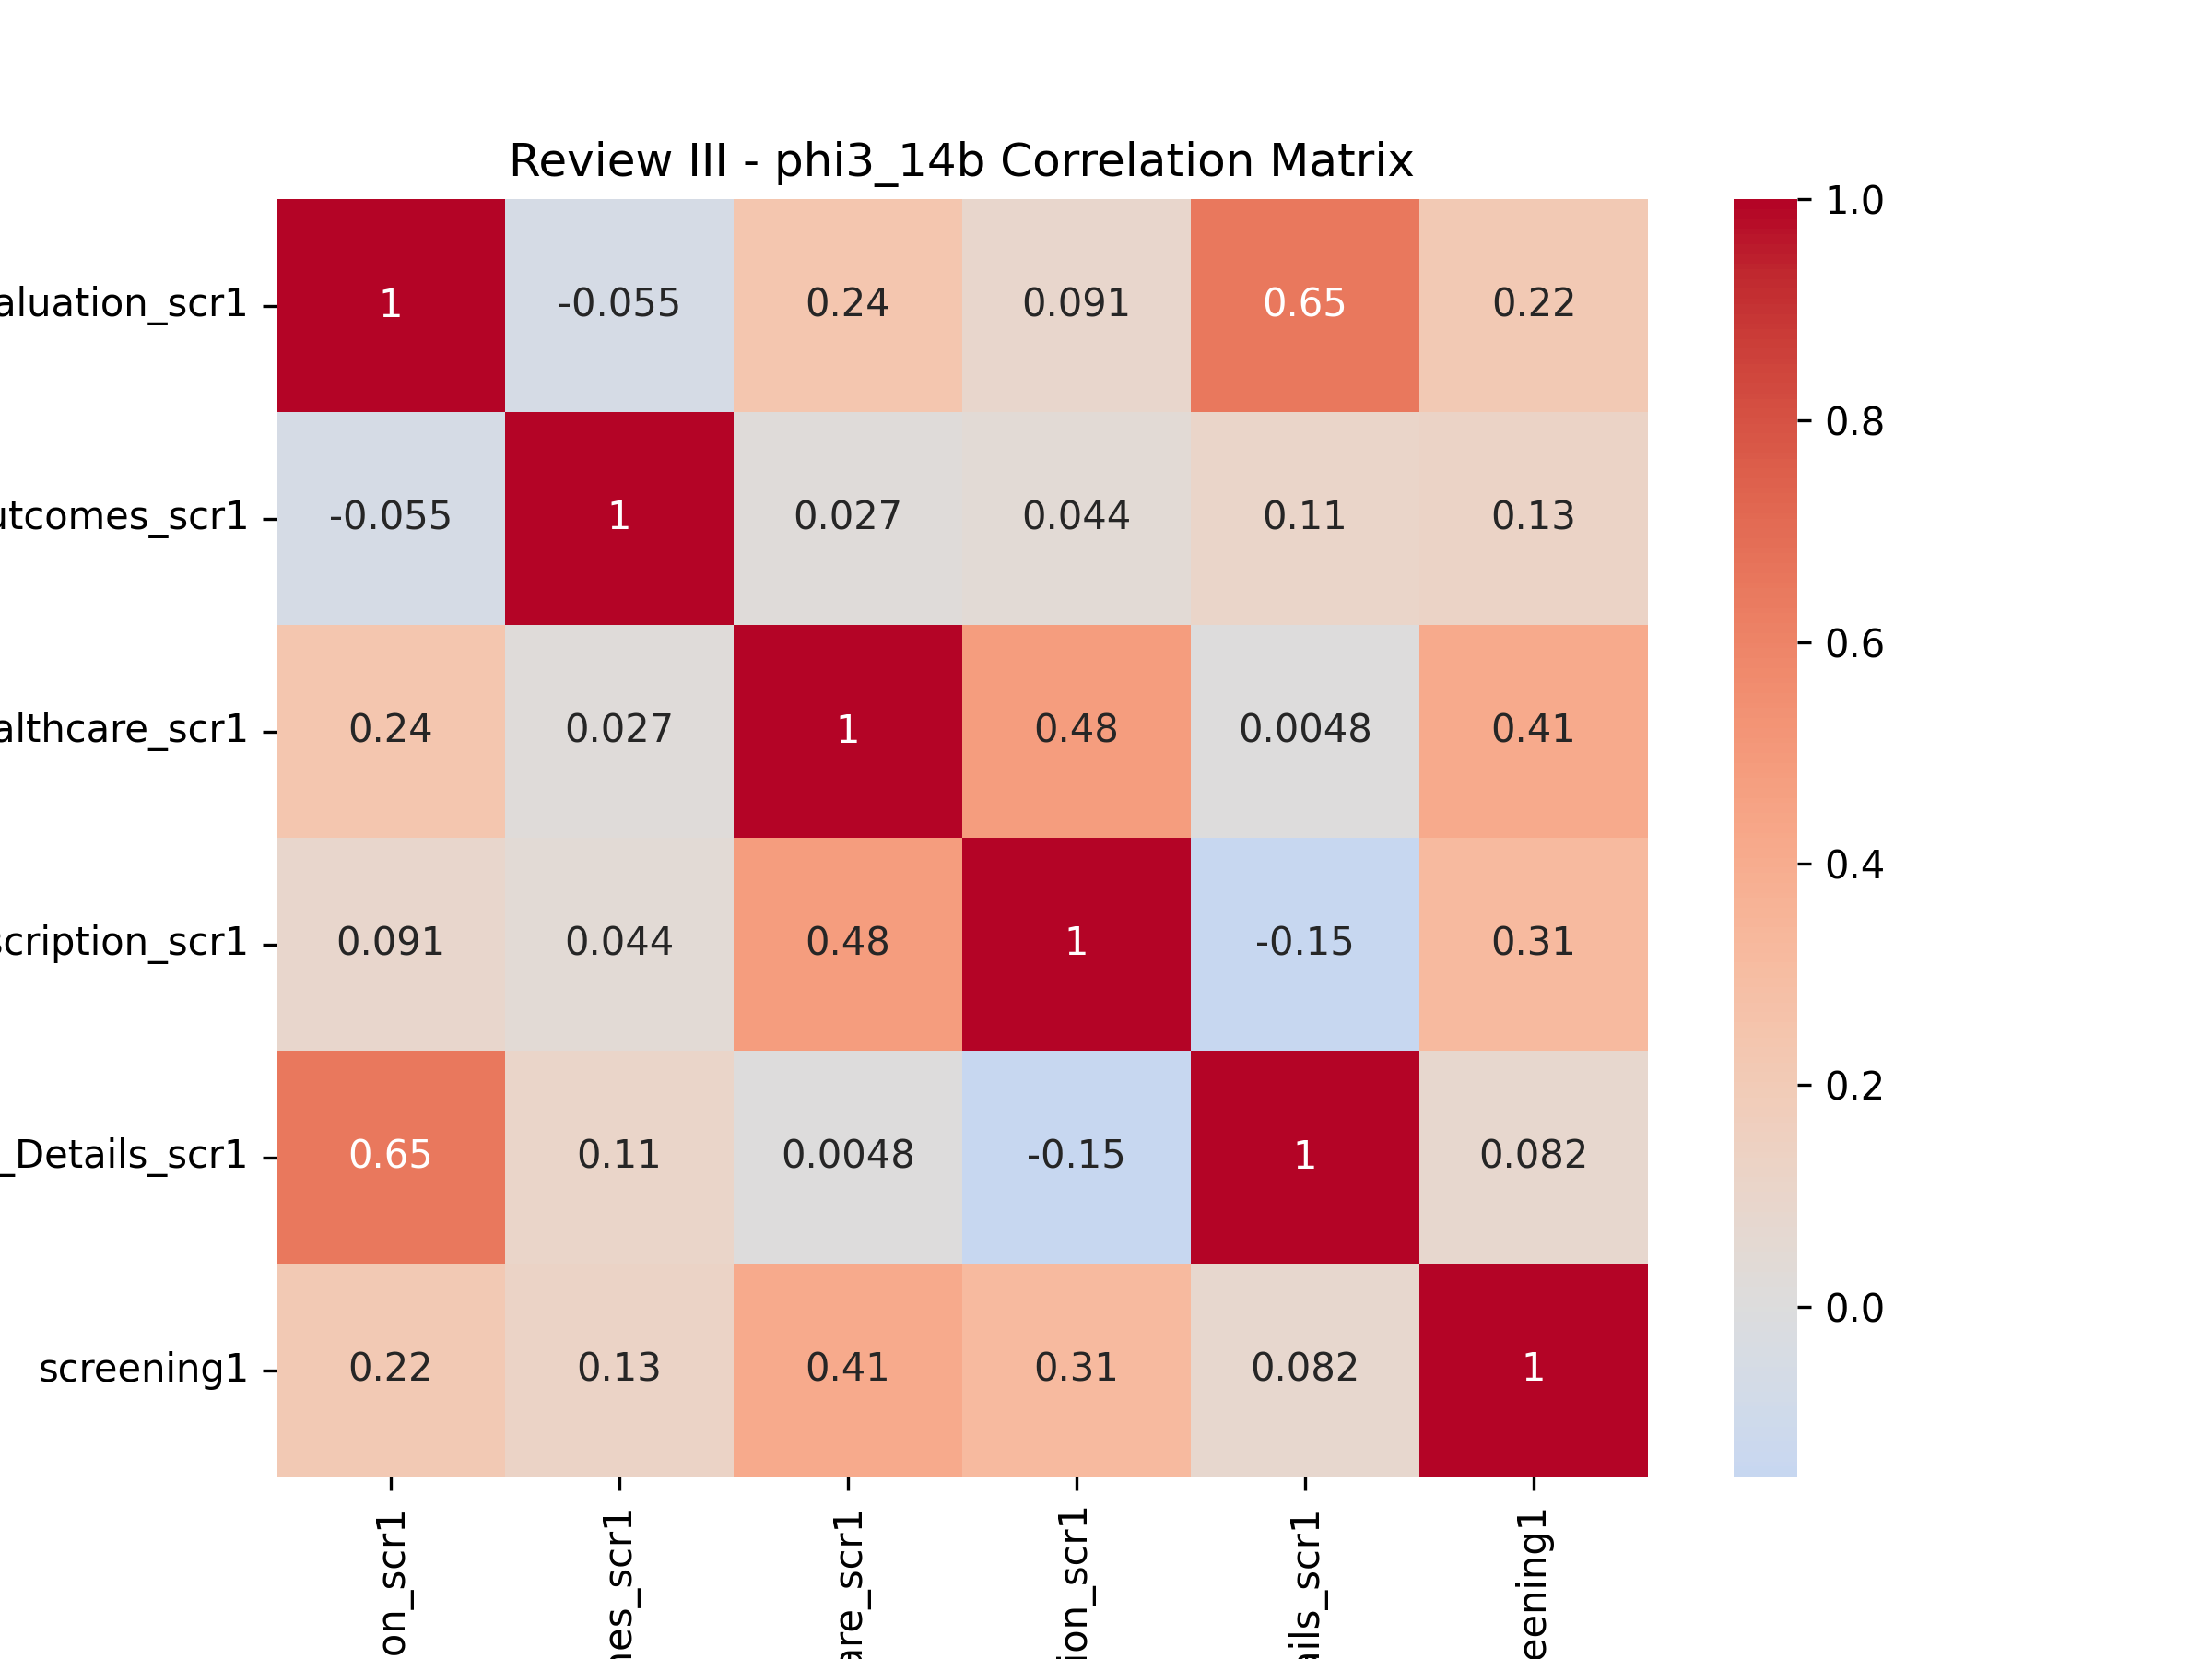 Review III - phi3_14b Correlation Matrix
aluation_scr1 1 -0.055 0.24 0.091 0.65 0.22
utcomes_scr1 -0.055 1 0.027 0.044 0.11 0.13
althcare_scr1 0.24 0.027 1 0.48 0.0048 0.41
cription_scr1 0.091 0.044 0.48 1 -0.15 0.31
_Details_scr1 0.65 0.11 0.0048 -0.15 1 0.082
screening1 0.22 0.13 0.41 0.31 0.082 1
on_scr1
nes_scr1
are_scr1
ion_scr1
ails_scr1
eening1
1.0
0.8
0.6
0.4
0.2
0.0